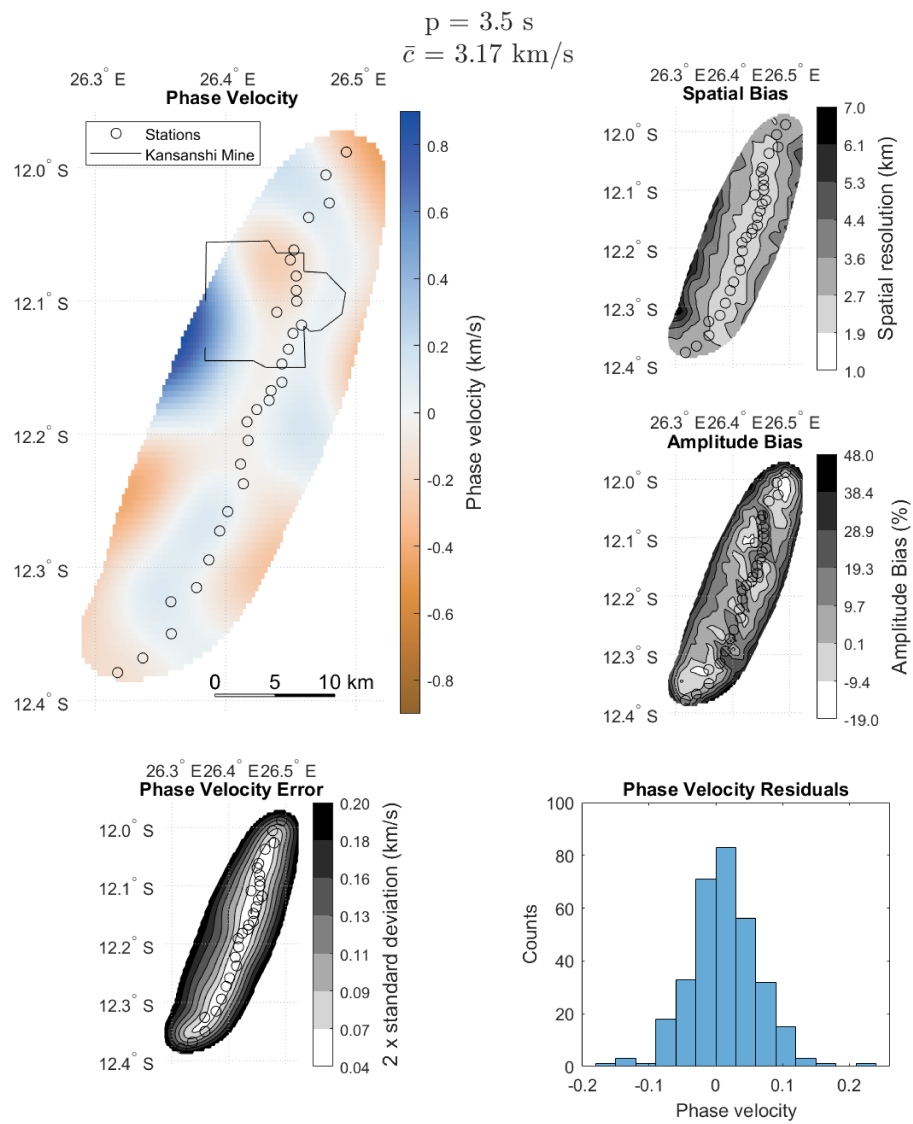 p = 3.5 s
c̄ = 3.17 km/s
26.3° E 26.4° E 26.5° E
Phase Velocity
Stations
Kansanshi Mine
12.0° S
12.1° S
12.2° S
12.3° S
12.4° S
0 5 10 km
0.8
0.6
0.4
0.2
0
-0.2
-0.4
-0.6
-0.8
Phase velocity (km/s)
26.3° E 26.4° E 26.5° E
Spatial Bias
12.0° S
12.1° S
12.2° S
12.3° S
12.4° S
7.0
6.1
5.3
4.4
3.6
2.7
1.9
1.0
Spatial resolution (km)
26.3° E 26.4° E 26.5° E
Amplitude Bias
12.0° S
12.1° S
12.2° S
12.3° S
12.4° S
48.0
38.4
28.9
19.3
9.7
0.1
-9.4
-19.0
Amplitude Bias (%)
26.3° E 26.4° E 26.5° E
Phase Velocity Error
12.0° S
12.1° S
12.2° S
12.3° S
12.4° S
0.20
0.18
0.16
0.13
0.11
0.09
0.07
0.04
2 x standard deviation (km/s)
Phase Velocity Residuals
100
80
60
40
20
0
Counts
-0.2 -0.1 0 0.1 0.2
Phase velocity